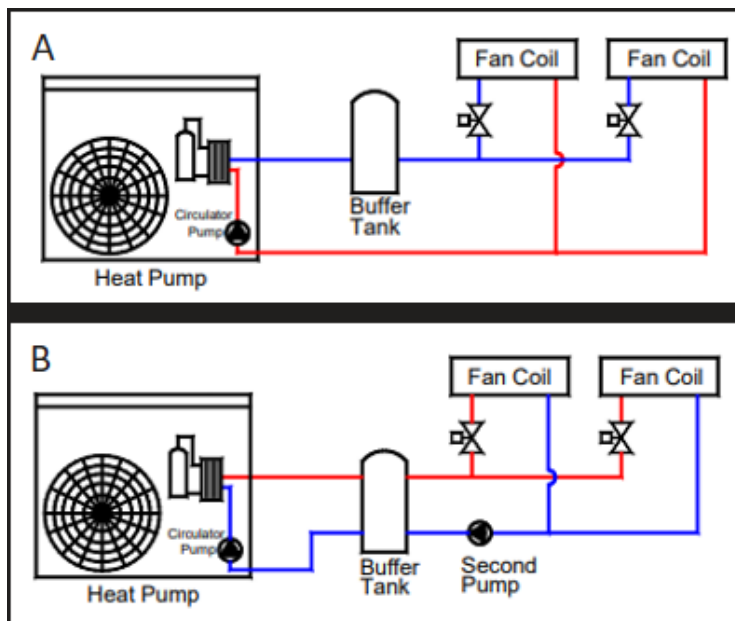 A
Fan Coil
Fan Coil
Circulator
Pump
Buffer
Tank
Heat Pump
B
Fan Coil
Fan Coil
Circulator
Pump
Buffer
Tank
Second
Pump
Heat Pump